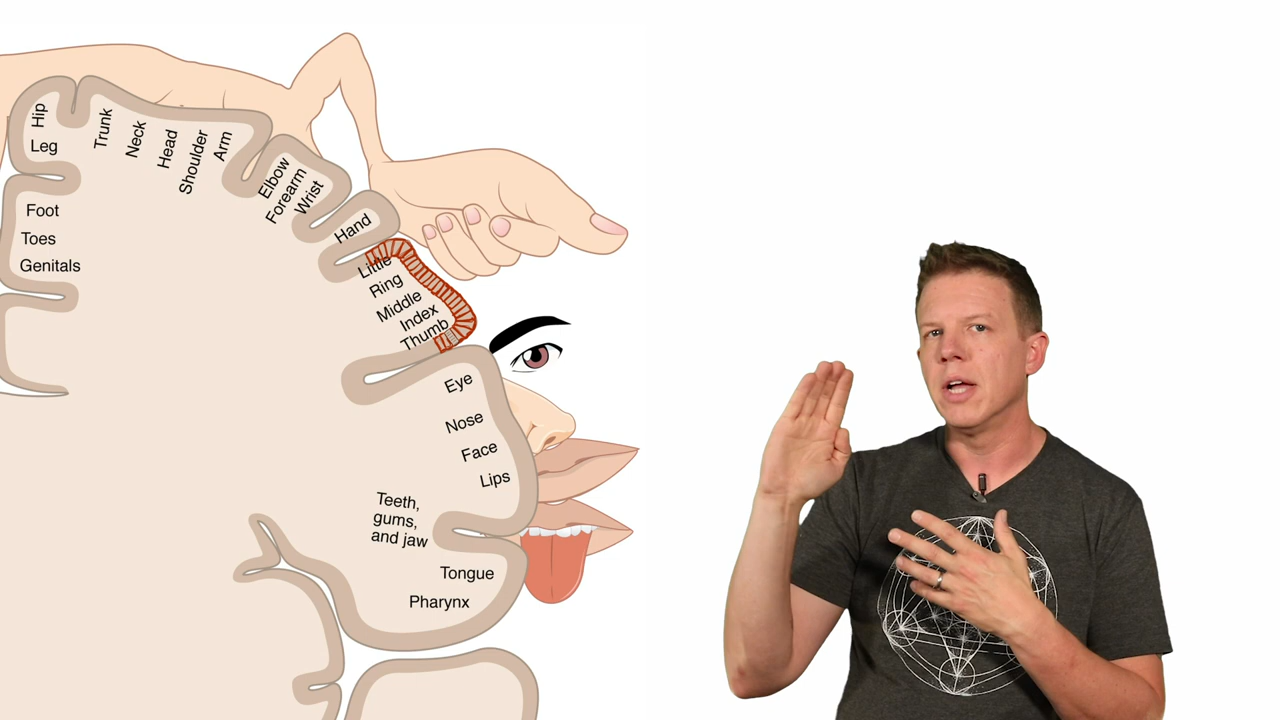 Hip
Leg
Foot
Toes
Genitals
Trunk
Neck
Head
Shoulder
Arm
Elbow
Forearm
Wrist
Hand
Little
Ring
Middle
Index
Thumb
Eye
Nose
Face
Lips
Teeth,
gums,
and jaw
Tongue
Pharynx